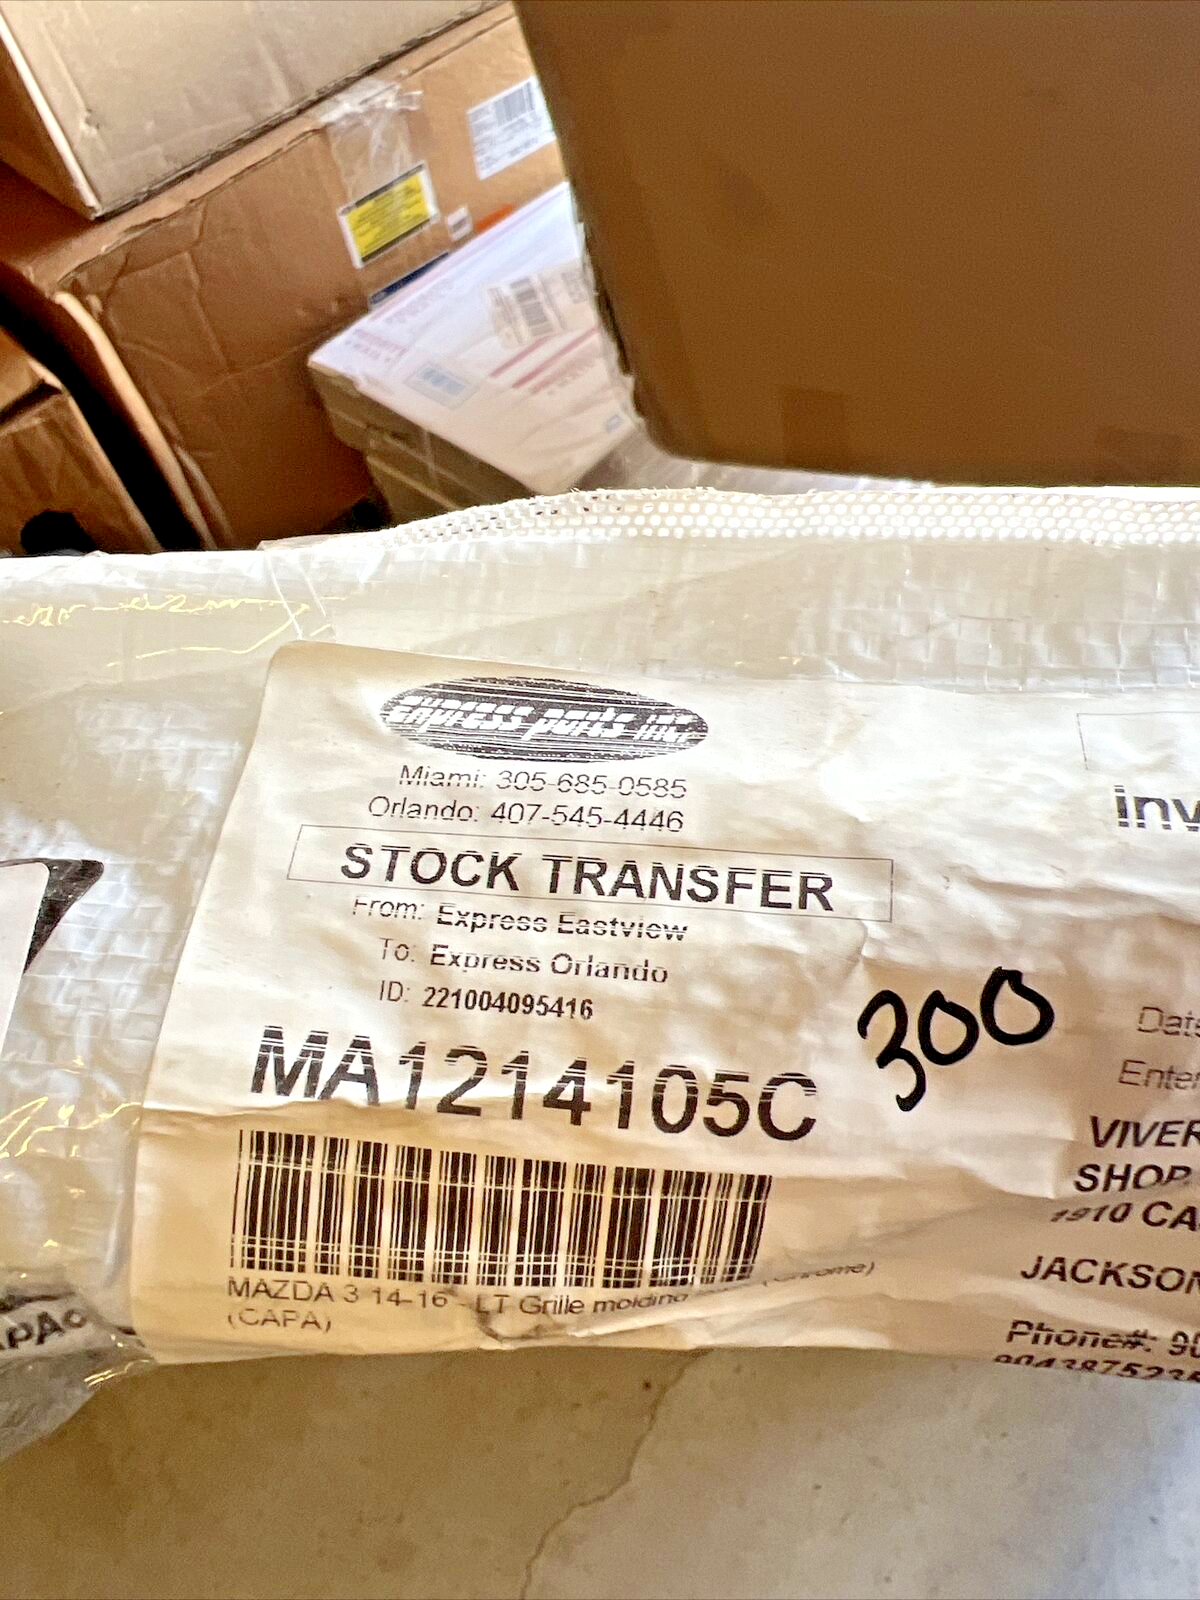 Express Parts Inc.
Miami: 305-685-0585
Orlando: 407-545-4446
STOCK TRANSFER
From: Express Eastview
To: Express Orlando
ID: 221004095416
MA1214105C
MAZDA 3 14-16 - LT Grille molding (Chrome)
(CAPA)
300
inv
Date
Enter
VIVER
SHOP
1910 CA
JACKSON
Phone#: 90
9043875235